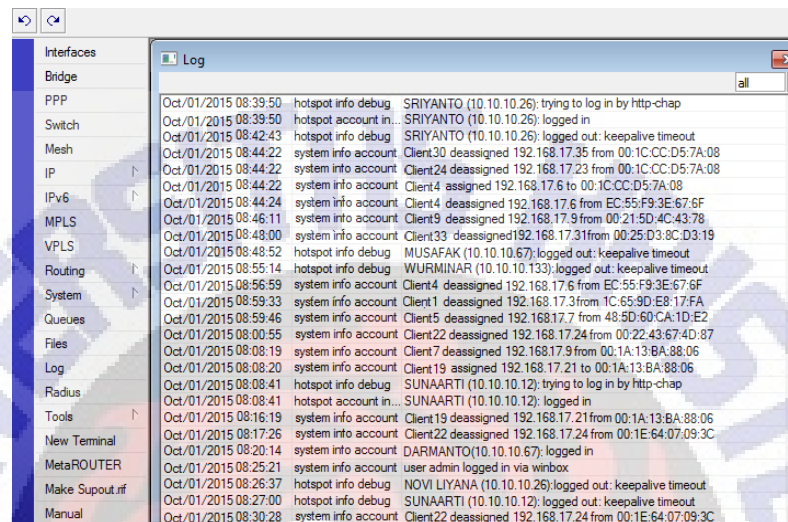 Interfaces
Bridge
PPP
Switch
Mesh
IP
IPv6
MPLS
VPLS
Routing
System
Queues
Files
Log
Radius
Tools
New Terminal
MetaROUTER
Make Supout.rif
Manual
Log
all
Oct/01/2015 08:39:50 hotspot info debug SRIYANTO (10.10.10.26): trying to log in by http-chap
Oct/01/2015 08:39:50 hotspot account in... SRIYANTO (10.10.10.26): logged in
Oct/01/2015 08:42:43 hotspot info debug SRIYANTO (10.10.10.26): logged out: keepalive timeout
Oct/01/2015 08:44:22 system info account Client30 deassigned 192.168.17.35 from 00:1C:CC:D5:7A:08
Oct/01/2015 08:44:22 system info account Client24 deassigned 192.168.17.23 from 00:1C:CC:D5:7A:08
Oct/01/2015 08:44:22 system info account Client4 assigned 192.168.17.6 to 00:1C:CC:D5:7A:08
Oct/01/2015 08:44:24 system info account Client4 deassigned 192.168.17.6 from EC:55:F9:3E:67:6F
Oct/01/2015 08:46:11 system info account Client9 deassigned 192.168.17.9 from 00:21:5D:4C:43:78
Oct/01/2015 08:48:00 system info account Client33 deassigned192.168.17.31from 00:25:D3:8C:D3:19
Oct/01/2015 08:48:52 hotspot info debug MUSAFAK (10.10.10.67): logged out: keepalive timeout
Oct/01/2015 08:55:14 hotspot info debug WURMINAR (10.10.10.133): logged out: keepalive timeout
Oct/01/2015 08:56:59 system info account Client4 deassigned 192.168.17.6 from EC:55:F9:3E:67:6F
Oct/01/2015 08:59:33 system info account Client1 deassigned 192.168.17.3from 1C:65:9D:E8:17:FA
Oct/01/2015 08:59:46 system info account Client5 deassigned 192.168.17.7 from 48:5D:60:CA:1D:E2
Oct/01/2015 08:00:55 system info account Client22 deassigned 192.168.17.24 from 00:22:43:67:4D:87
Oct/01/2015 08:08:19 system info account Client7 deassigned 192.168.17.9 from 00:1A:13:BA:88:06
Oct/01/2015 08:08:20 system info account Client19 assigned 192.168.17.21 to 00:1A:13:BA:88:06
Oct/01/2015 08:08:41 hotspot info debug SUNAARTI (10.10.10.12): trying to log in by http-chap
Oct/01/2015 08:08:41 hotspot account in... SUNAARTI (10.10.10.12): logged in
Oct/01/2015 08:16:19 system info account Client19 deassigned 192.168.17.21from 00:1A:13:BA:88:06
Oct/01/2015 08:17:26 system info account Client22 deassigned 192.168.17.24 from 00:1E:64:07:09:3C
Oct/01/2015 08:20:14 system info account DARMANTO(10.10.10.67): logged in
Oct/01/2015 08:25:21 system info account user admin logged in via winbox
Oct/01/2015 08:26:37 hotspot info debug NOVI LIYANA (10.10.10.26):logged out: keepalive timeout
Oct/01/2015 08:27:00 hotspot info debug SUNAARTI (10.10.10.12): logged out: keepalive timeout
Oct/01/2015 08:30:28 system info account Client22 deassigned 192.168.17.24 from 00:1E:64:07:09:3C